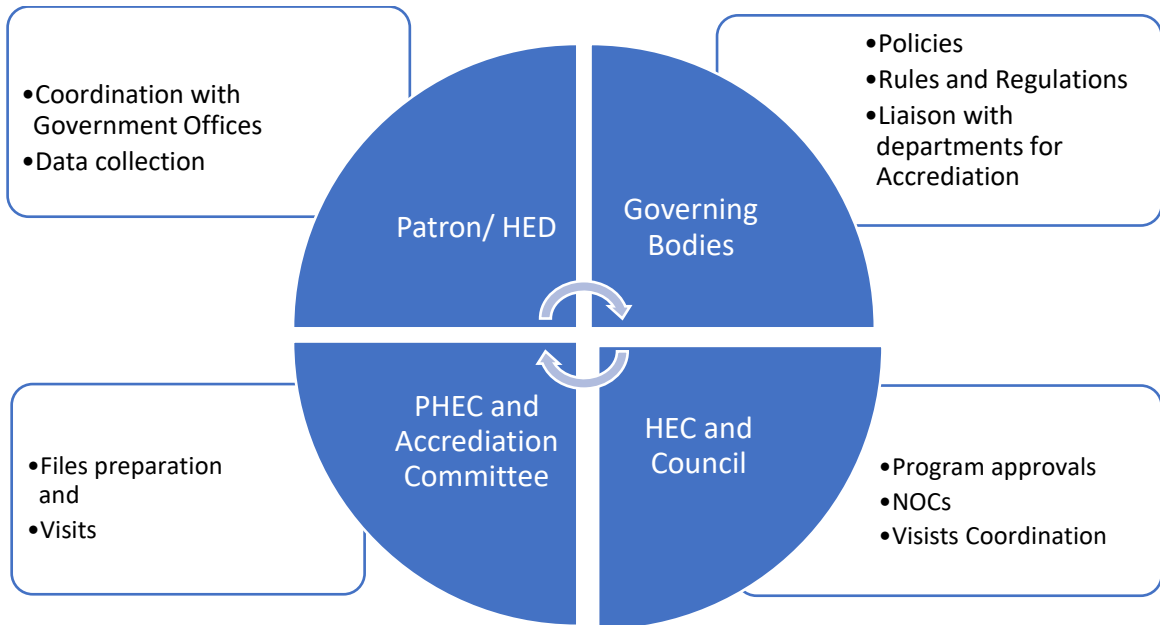 •Coordination with
Government Offices
•Data collection
•Policies
•Rules and Regulations
•Liaison with
departments for
Accrediation
Patron/ HED
Governing
Bodies
PHEC and
Accrediation
Committee
HEC and
Council
•Files preparation
and
•Visits
•Program approvals
•NOCs
•Visists Coordination